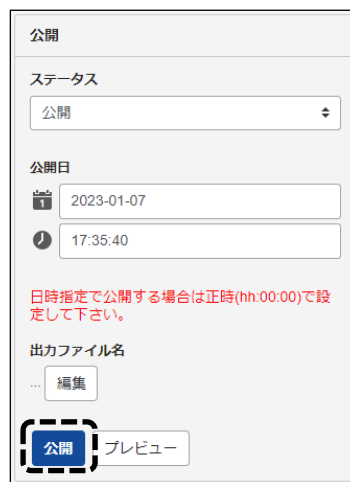 公開
ステータス
公開
公開日
1
2023-01-07
17:35:40
日時指定で公開する場合は正時(hh:00:00)で設
定して下さい。
出力ファイル名
... 編集
公開 プレビュー